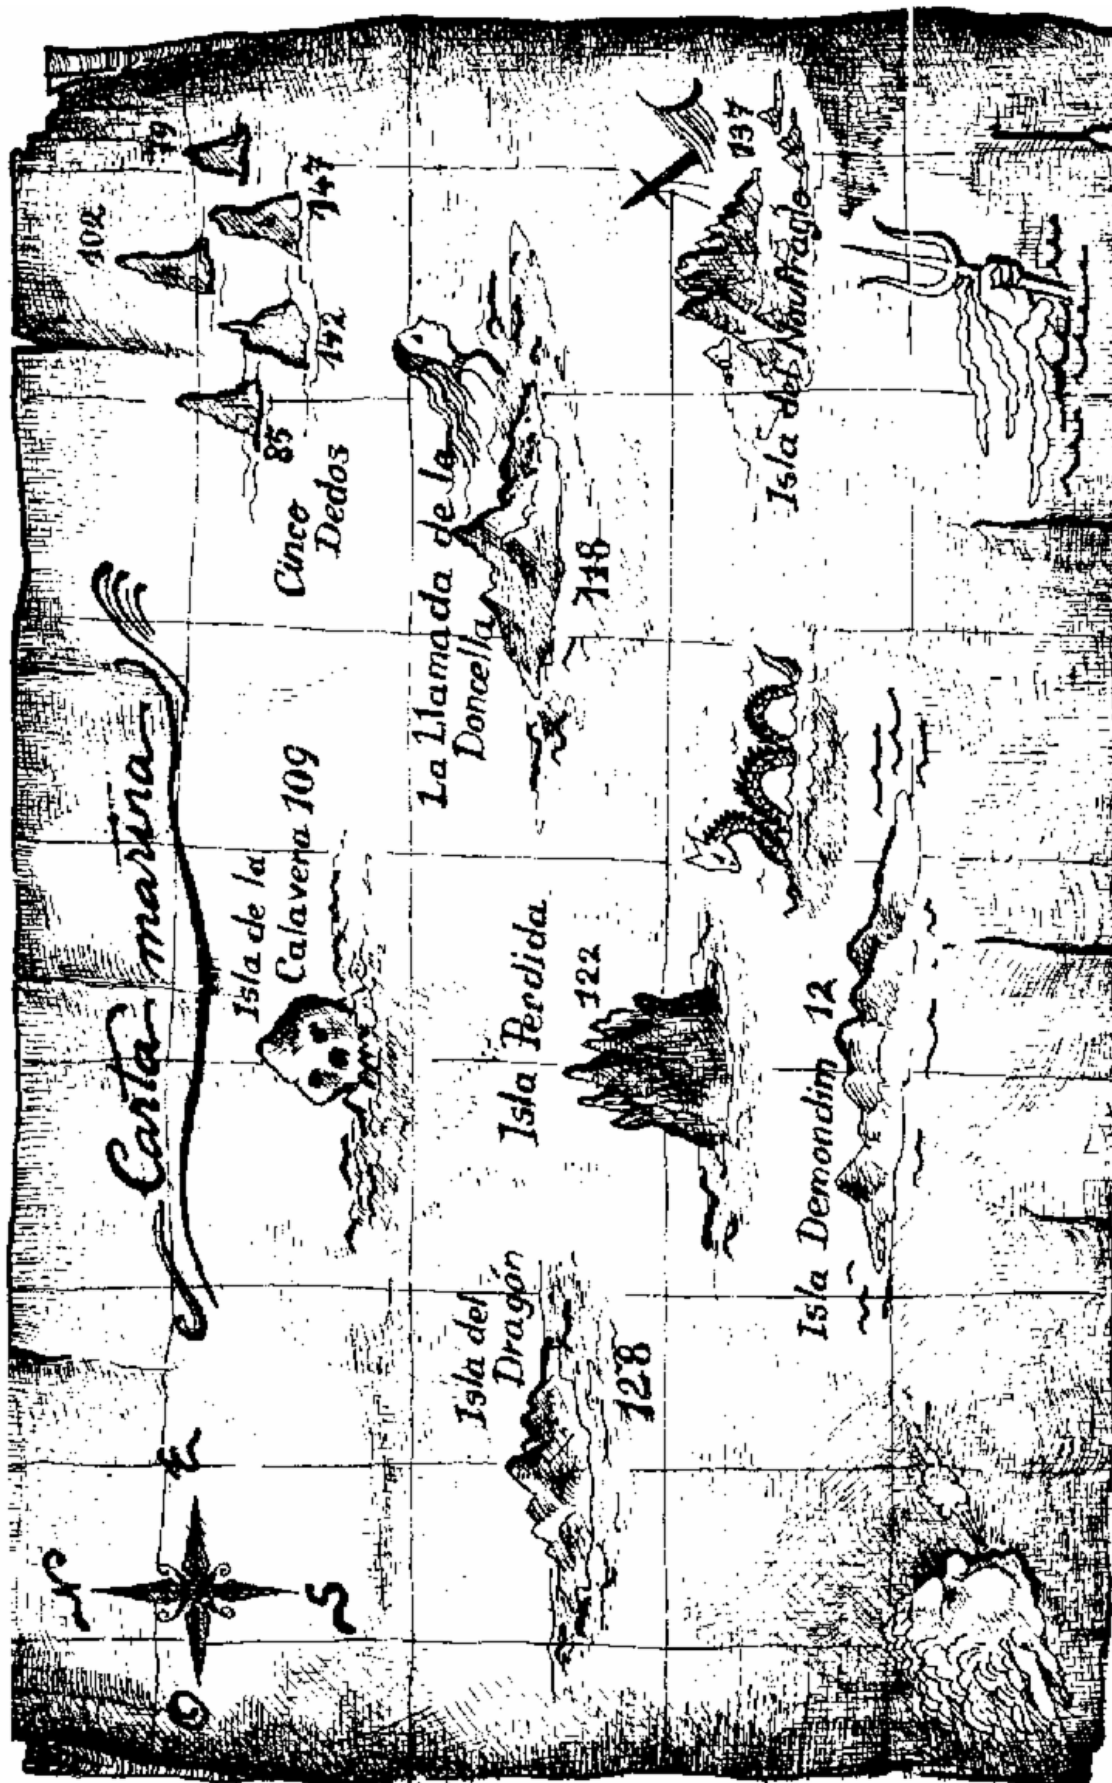 Carta marina
N
O
E
S
102
79
147
142
85
Cinco
Dedos
Isla de la
Calavera 109
La Llamada de la
Doncella
118
Isla del
Dragón
128
Isla Perdida
122
137
Isla del Naufragio
Isla Demondim 12